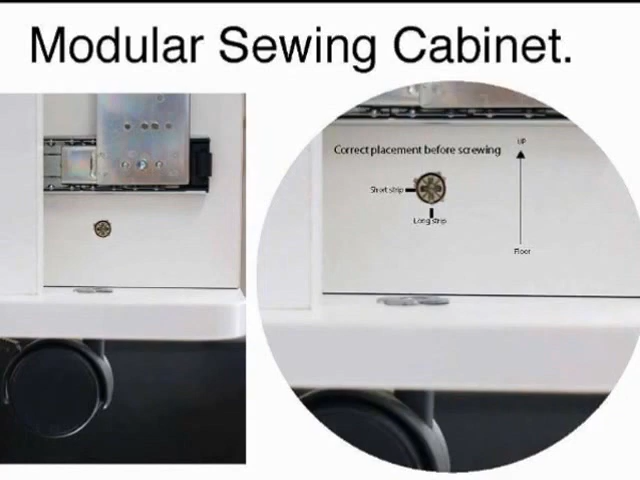 Modular Sewing Cabinet.
Correct placement before screwing
UP
Short strip
Long strip
Floor